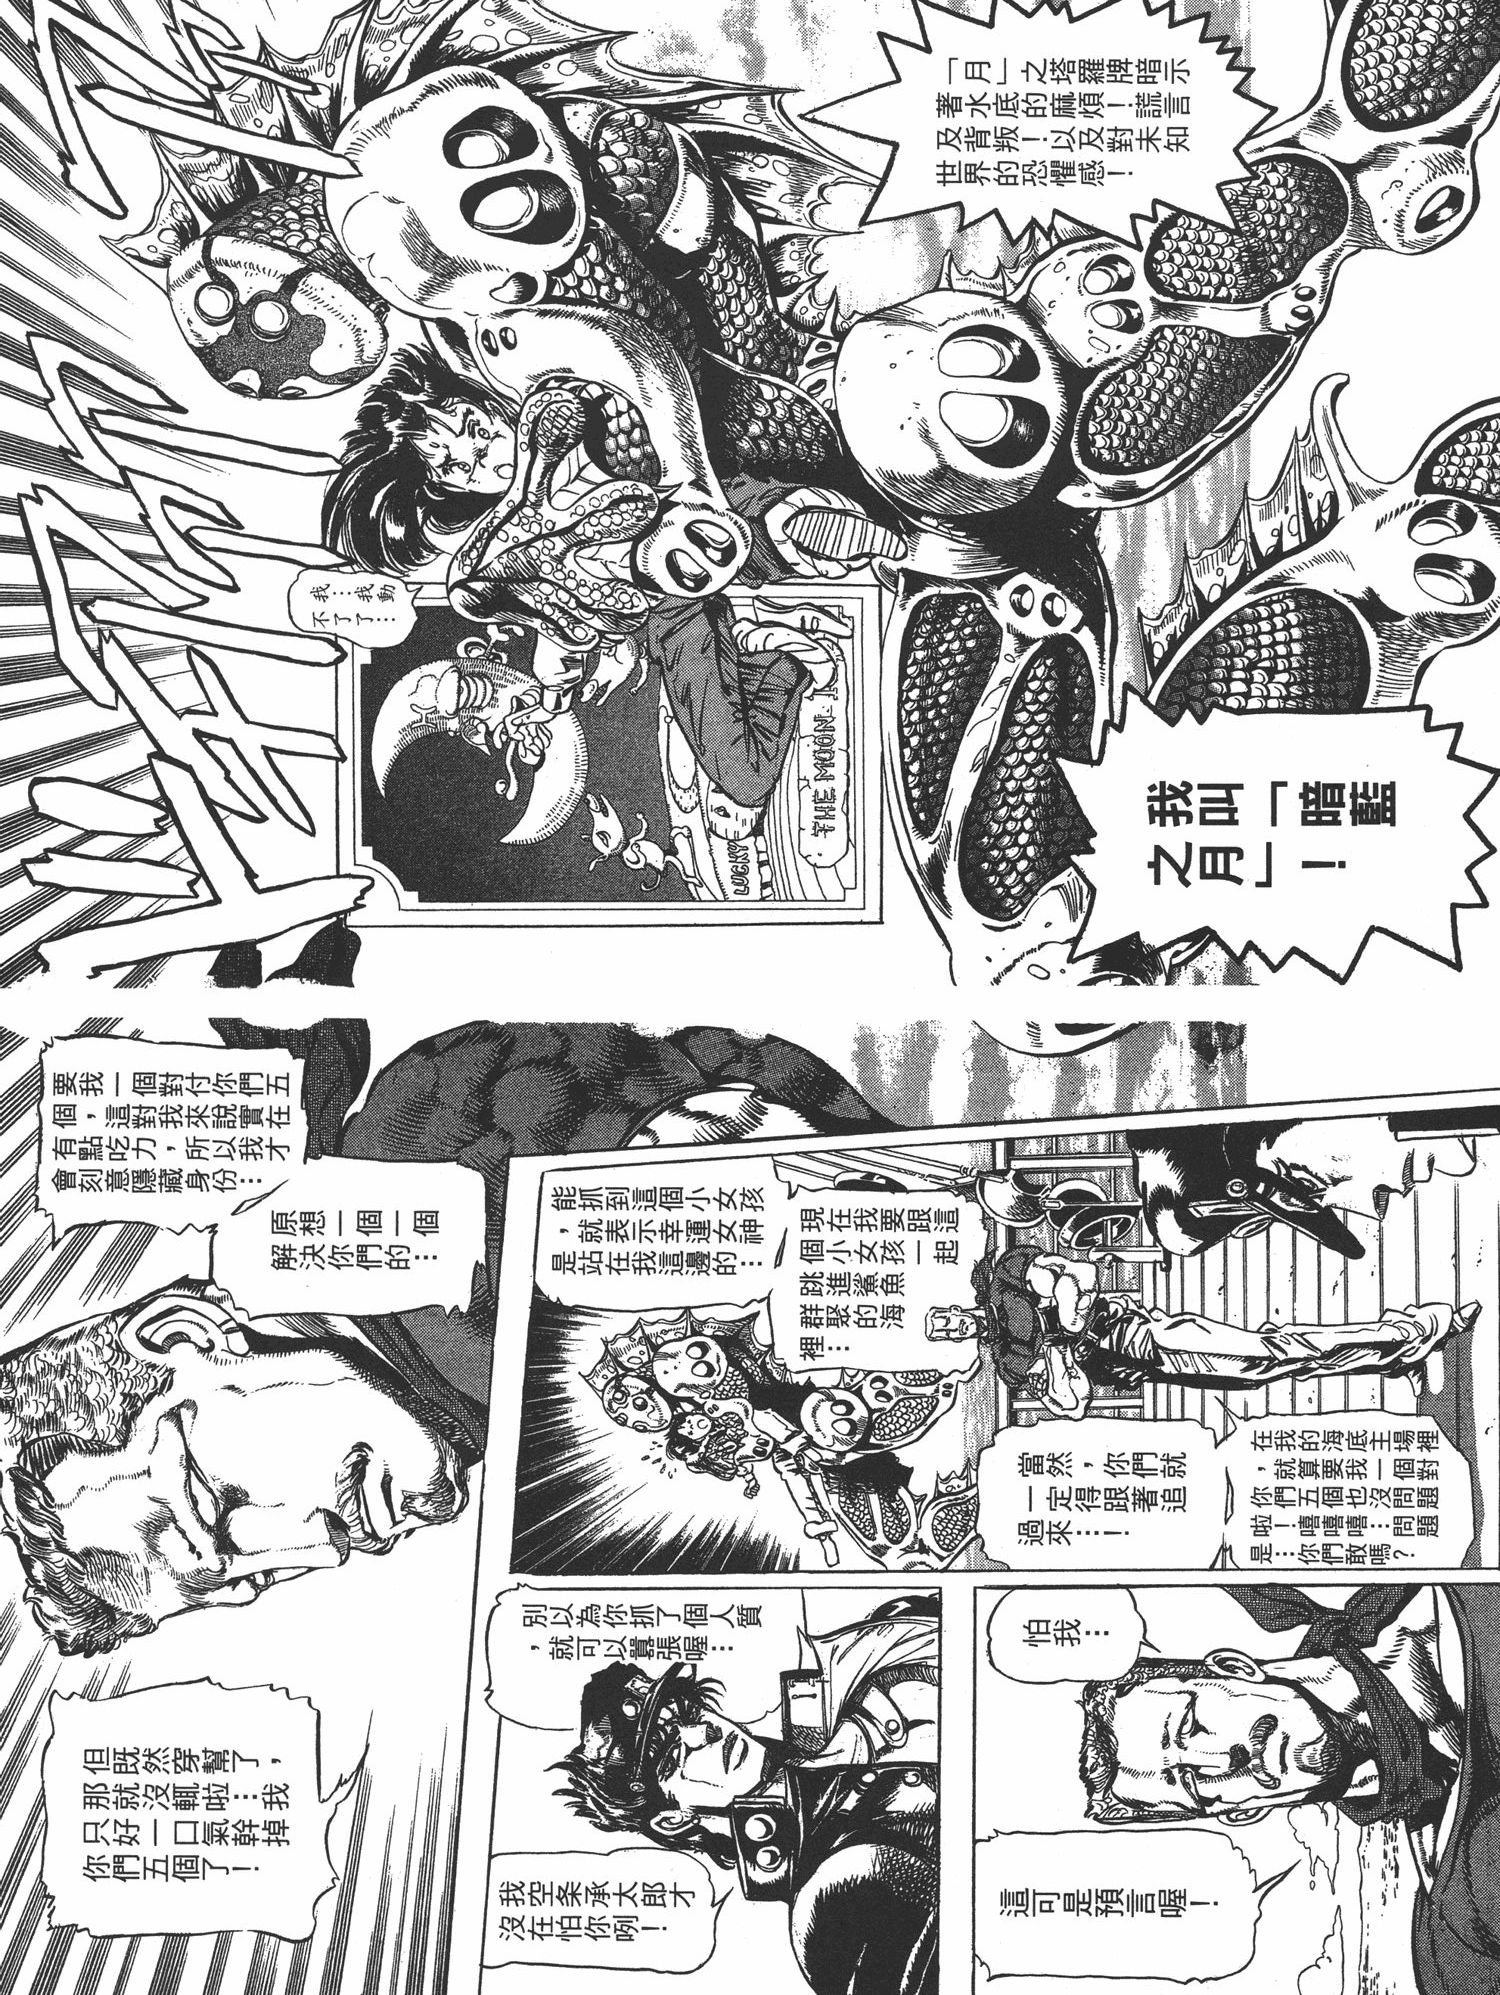 「月」之塔羅牌暗示
著水底的麻煩！謊言
及背叛！以及對未知
世界的恐懼感！
我叫「暗藍
之月」！
我…我動
不了了…
THE MOON
LUCKY
要我一個對付你們五
個，這對我來說實在
有點吃力，所以我才
會刻意隱藏身份…
原想一個一個
解決你們的…
但既然穿幫了，
那就沒輒啦…我
只好一口氣幹掉
你們五個了！
能抓到這個小女孩
，就表示幸運女神
是站在我這邊的…
現在我要跟這
個小女孩一起
跳進鯊魚
群聚的海
裡…
當然，你們就
一定得跟著追
過來…！
在我的海底主場裡
，就算要我一個對
你們五個也沒問題
啦！嘻嘻嘻…問題
是…你們敢嗎？
別以為你抓了個人質
，就可以囂張喔…
我空条承太郎才
沒在怕你咧！
怕我…
這可是預言喔！